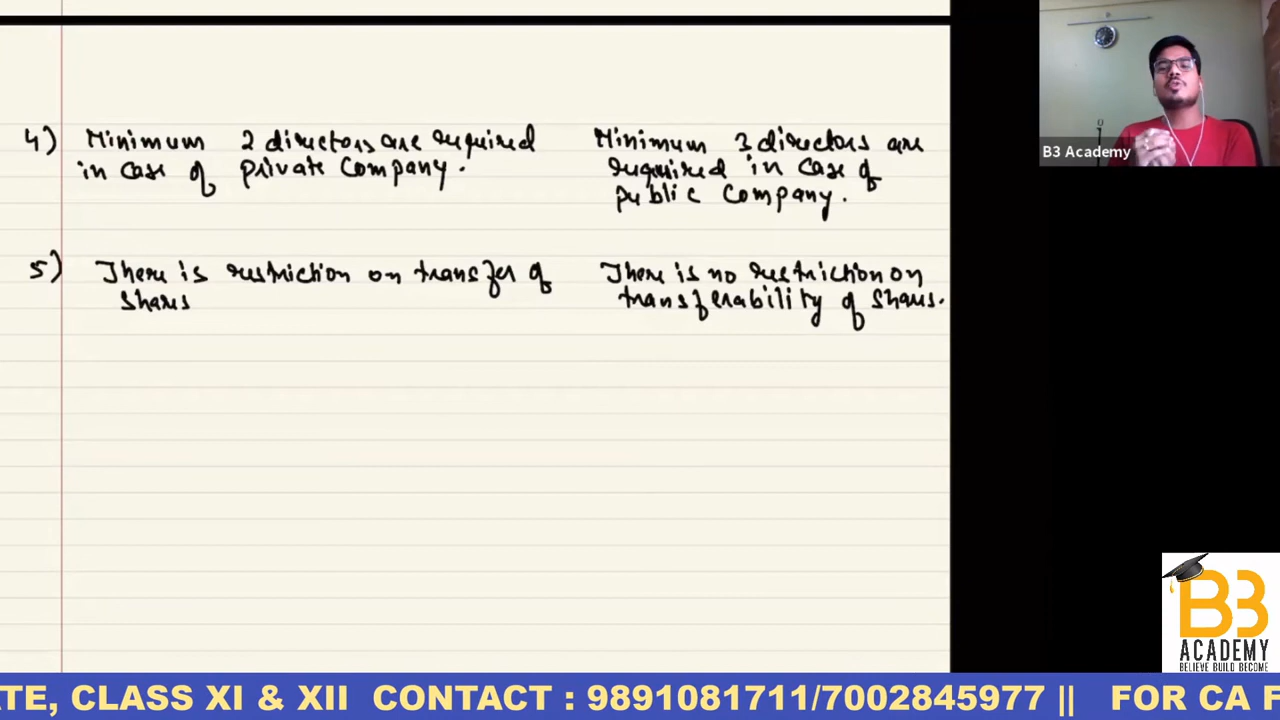 4) Minimum 2 directors are required
in case of private Company.
Minimum 3 directors are
required in case of
public Company.
5) There is restriction on transfer of
shares
There is no restriction on
transferability of shares.
B3 Academy
B3
ACADEMY
BELIEVE BUILD BECOME
ATE, CLASS XI & XII CONTACT : 9891081711/7002845977 || FOR CA F